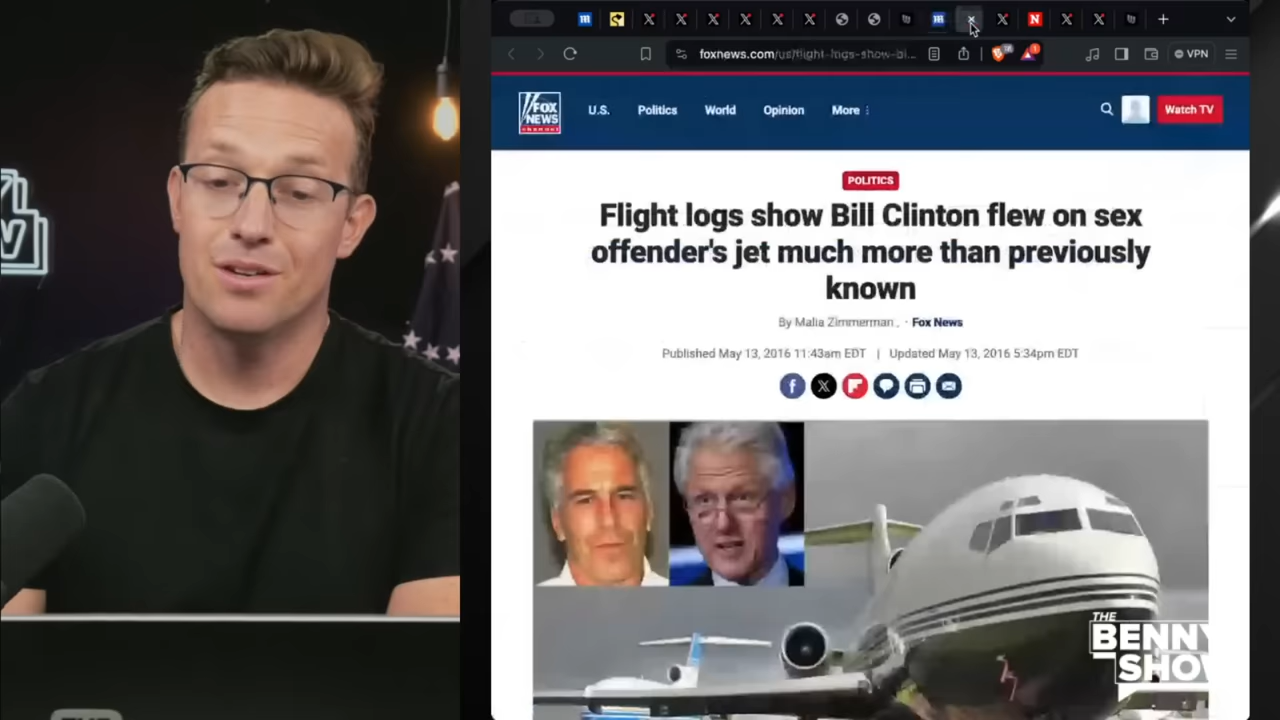 foxnews.com/us/flight-logs-show-bi...
VPN
FOX
NEWS
channel
U.S.
Politics
World
Opinion
More
Watch TV
POLITICS
Flight logs show Bill Clinton flew on sex
offender's jet much more than previously
known
By Malia Zimmerman, · Fox News
Published May 13, 2016 11:43am EDT | Updated May 13, 2016 5:34pm EDT
THE
BENNY
SHOW